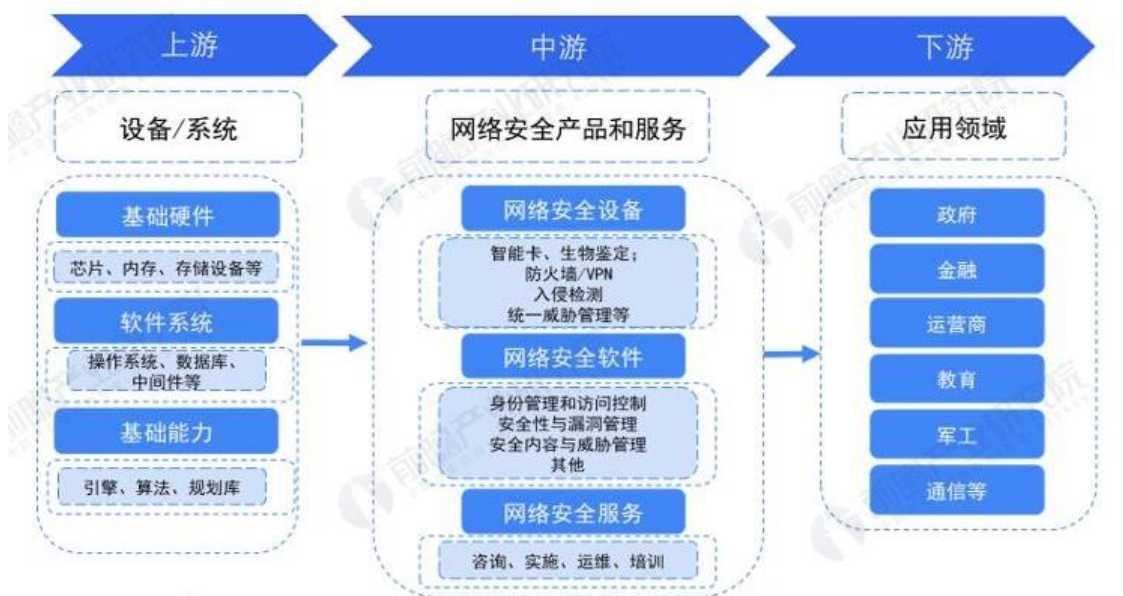 上游
中游
下游
设备/系统
网络安全产品和服务
应用领域
基础硬件
芯片、内存、存储设备等
软件系统
操作系统、数据库、
中间件等
基础能力
引擎、算法、规划库
网络安全设备
智能卡、生物鉴定；
防火墙/VPN
入侵检测
统一威胁管理等
网络安全软件
身份管理和访问控制
安全性与漏洞管理
安全内容与威胁管理
其他
网络安全服务
咨询、实施、运维、培训
政府
金融
运营商
教育
军工
通信等
前瞻产业研究院